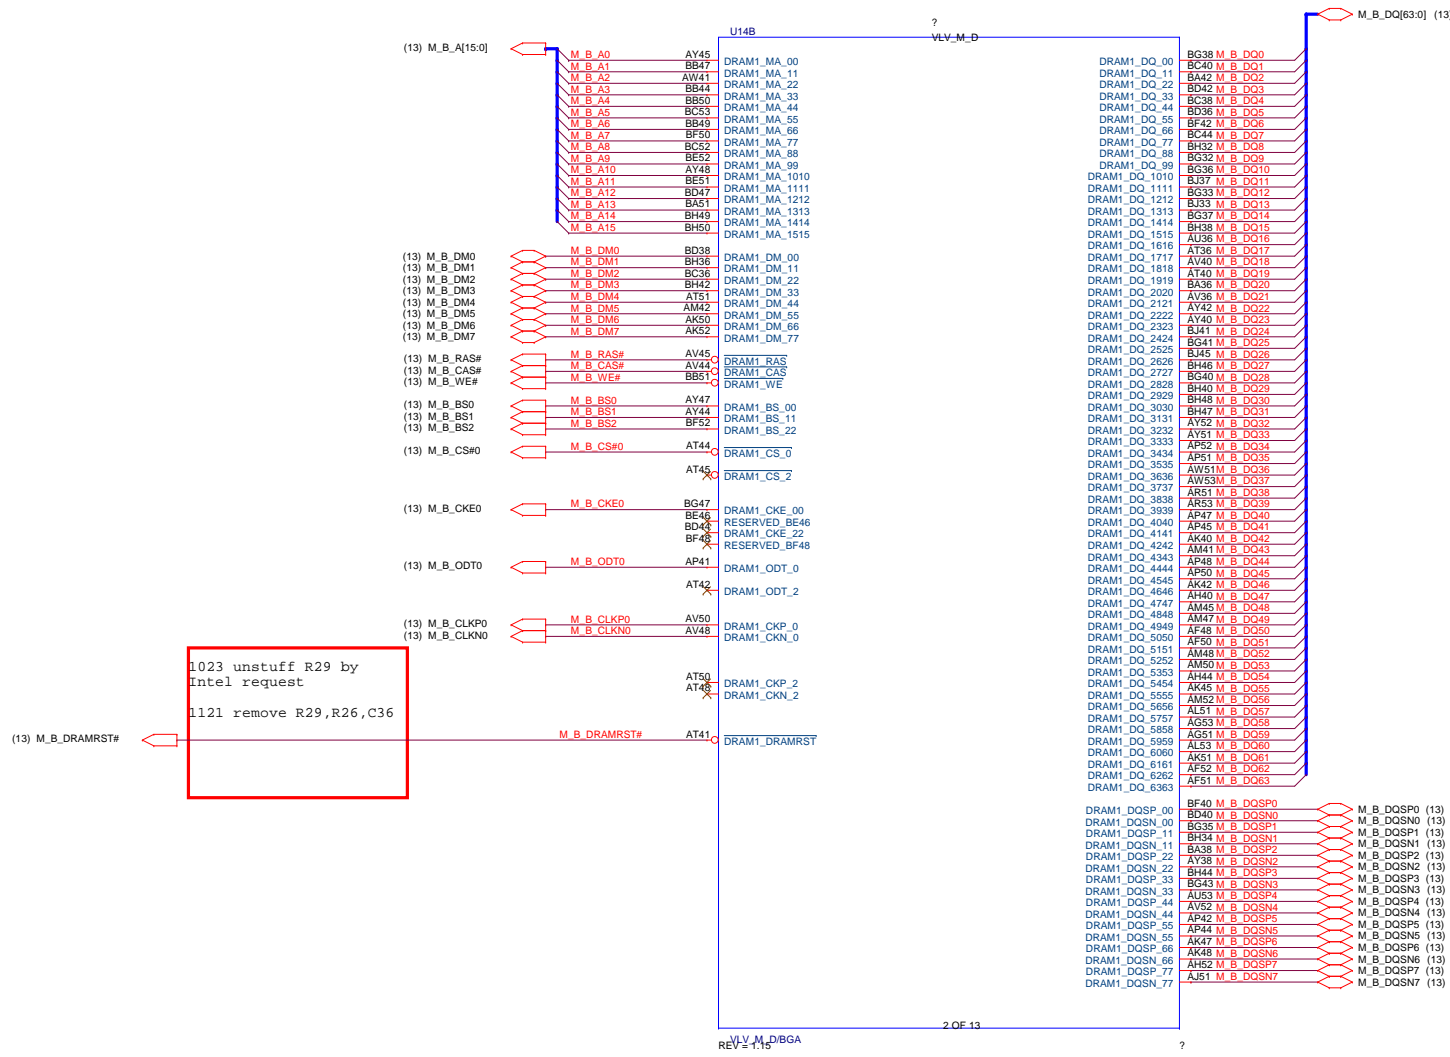 ?
U14B
VLV_M_D
M_B_DQ[63:0] (13
(13) M_B_A[15:0]
M_B_A0 AY45 DRAM1_MA_00
M_B_A1 BB47 DRAM1_MA_11
M_B_A2 AW41 DRAM1_MA_22
M_B_A3 BB44 DRAM1_MA_33
M_B_A4 BB50 DRAM1_MA_44
M_B_A5 BC53 DRAM1_MA_55
M_B_A6 BB49 DRAM1_MA_66
M_B_A7 BF50 DRAM1_MA_77
M_B_A8 BC52 DRAM1_MA_88
M_B_A9 BE52 DRAM1_MA_99
M_B_A10 AY48 DRAM1_MA_1010
M_B_A11 BE51 DRAM1_MA_1111
M_B_A12 BD47 DRAM1_MA_1212
M_B_A13 BA51 DRAM1_MA_1313
M_B_A14 BH49 DRAM1_MA_1414
M_B_A15 BH50 DRAM1_MA_1515
(13) M_B_DM0 M_B_DM0 BD38 DRAM1_DM_00
(13) M_B_DM1 M_B_DM1 BH36 DRAM1_DM_11
(13) M_B_DM2 M_B_DM2 BC36 DRAM1_DM_22
(13) M_B_DM3 M_B_DM3 BH42 DRAM1_DM_33
(13) M_B_DM4 M_B_DM4 AT51 DRAM1_DM_44
(13) M_B_DM5 M_B_DM5 AM42 DRAM1_DM_55
(13) M_B_DM6 M_B_DM6 AK50 DRAM1_DM_66
(13) M_B_DM7 M_B_DM7 AK52 DRAM1_DM_77
(13) M_B_RAS# M_B_RAS# AV45 DRAM1_RAS
(13) M_B_CAS# M_B_CAS# AV44 DRAM1_CAS
(13) M_B_WE# M_B_WE# BB51 DRAM1_WE
(13) M_B_BS0 M_B_BS0 AY47 DRAM1_BS_00
(13) M_B_BS1 M_B_BS1 AY44 DRAM1_BS_11
(13) M_B_BS2 M_B_BS2 BF52 DRAM1_BS_22
(13) M_B_CS#0 M_B_CS#0 AT44 DRAM1_CS_0
AT45 DRAM1_CS_2
(13) M_B_CKE0 M_B_CKE0 BG47 DRAM1_CKE_00
BE46 RESERVED_BE46
BD44 DRAM1_CKE_22
BF48 RESERVED_BF48
(13) M_B_ODT0 M_B_ODT0 AP41 DRAM1_ODT_0
AT42 DRAM1_ODT_2
(13) M_B_CLKP0 M_B_CLKP0 AV50 DRAM1_CKP_0
(13) M_B_CLKN0 M_B_CLKN0 AV48 DRAM1_CKN_0
AT50 DRAM1_CKP_2
AT48 DRAM1_CKN_2
1023 unstuff R29 by
Intel request
1121 remove R29,R26,C36
(13) M_B_DRAMRST# M_B_DRAMRST# AT41 DRAM1_DRAMRST
DRAM1_DQ_00 BG38 M_B_DQ0
DRAM1_DQ_11 BC40 M_B_DQ1
DRAM1_DQ_22 BA42 M_B_DQ2
DRAM1_DQ_33 BD42 M_B_DQ3
DRAM1_DQ_44 BC38 M_B_DQ4
DRAM1_DQ_55 BD36 M_B_DQ5
DRAM1_DQ_66 BF42 M_B_DQ6
DRAM1_DQ_77 BC44 M_B_DQ7
DRAM1_DQ_88 BH32 M_B_DQ8
DRAM1_DQ_99 BG32 M_B_DQ9
DRAM1_DQ_1010 BG36 M_B_DQ10
DRAM1_DQ_1111 BJ37 M_B_DQ11
DRAM1_DQ_1212 BG33 M_B_DQ12
DRAM1_DQ_1313 BJ33 M_B_DQ13
DRAM1_DQ_1414 BG37 M_B_DQ14
DRAM1_DQ_1515 BH38 M_B_DQ15
DRAM1_DQ_1616 AU36 M_B_DQ16
DRAM1_DQ_1717 AT36 M_B_DQ17
DRAM1_DQ_1818 AV40 M_B_DQ18
DRAM1_DQ_1919 AT40 M_B_DQ19
DRAM1_DQ_2020 BA36 M_B_DQ20
DRAM1_DQ_2121 AV36 M_B_DQ21
DRAM1_DQ_2222 AY42 M_B_DQ22
DRAM1_DQ_2323 AY40 M_B_DQ23
DRAM1_DQ_2424 BJ41 M_B_DQ24
DRAM1_DQ_2525 BG41 M_B_DQ25
DRAM1_DQ_2626 BJ45 M_B_DQ26
DRAM1_DQ_2727 BH46 M_B_DQ27
DRAM1_DQ_2828 BG40 M_B_DQ28
DRAM1_DQ_2929 BH40 M_B_DQ29
DRAM1_DQ_3030 BH48 M_B_DQ30
DRAM1_DQ_3131 BH47 M_B_DQ31
DRAM1_DQ_3232 AY52 M_B_DQ32
DRAM1_DQ_3333 AY51 M_B_DQ33
DRAM1_DQ_3434 AP52 M_B_DQ34
DRAM1_DQ_3535 AP51 M_B_DQ35
DRAM1_DQ_3636 AW51 M_B_DQ36
DRAM1_DQ_3737 AW53 M_B_DQ37
DRAM1_DQ_3838 AR51 M_B_DQ38
DRAM1_DQ_3939 AR53 M_B_DQ39
DRAM1_DQ_4040 AP47 M_B_DQ40
DRAM1_DQ_4141 AP45 M_B_DQ41
DRAM1_DQ_4242 AK40 M_B_DQ42
DRAM1_DQ_4343 AM41 M_B_DQ43
DRAM1_DQ_4444 AP48 M_B_DQ44
DRAM1_DQ_4545 AP50 M_B_DQ45
DRAM1_DQ_4646 AK42 M_B_DQ46
DRAM1_DQ_4747 AH40 M_B_DQ47
DRAM1_DQ_4848 AM45 M_B_DQ48
DRAM1_DQ_4949 AM47 M_B_DQ49
DRAM1_DQ_5050 AF48 M_B_DQ50
DRAM1_DQ_5151 AF50 M_B_DQ51
DRAM1_DQ_5252 AM48 M_B_DQ52
DRAM1_DQ_5353 AM50 M_B_DQ53
DRAM1_DQ_5454 AH44 M_B_DQ54
DRAM1_DQ_5555 AK45 M_B_DQ55
DRAM1_DQ_5656 AM52 M_B_DQ56
DRAM1_DQ_5757 AL51 M_B_DQ57
DRAM1_DQ_5858 AG53 M_B_DQ58
DRAM1_DQ_5959 AG51 M_B_DQ59
DRAM1_DQ_6060 AL53 M_B_DQ60
DRAM1_DQ_6161 AK51 M_B_DQ61
DRAM1_DQ_6262 AF52 M_B_DQ62
DRAM1_DQ_6363 AF51 M_B_DQ63
DRAM1_DQSP_00 BF40 M_B_DQSP0 M_B_DQSP0 (13)
DRAM1_DQSN_00 BD40 M_B_DQSN0 M_B_DQSN0 (13)
DRAM1_DQSP_11 BG35 M_B_DQSP1 M_B_DQSP1 (13)
DRAM1_DQSN_11 BH34 M_B_DQSN1 M_B_DQSN1 (13)
DRAM1_DQSP_22 BA38 M_B_DQSP2 M_B_DQSP2 (13)
DRAM1_DQSN_22 AY38 M_B_DQSN2 M_B_DQSN2 (13)
DRAM1_DQSP_33 BH44 M_B_DQSP3 M_B_DQSP3 (13)
DRAM1_DQSN_33 BG43 M_B_DQSN3 M_B_DQSN3 (13)
DRAM1_DQSP_44 AU53 M_B_DQSP4 M_B_DQSP4 (13)
DRAM1_DQSN_44 AV52 M_B_DQSN4 M_B_DQSN4 (13)
DRAM1_DQSP_55 AP42 M_B_DQSP5 M_B_DQSP5 (13)
DRAM1_DQSN_55 AP44 M_B_DQSN5 M_B_DQSN5 (13)
DRAM1_DQSP_66 AK47 M_B_DQSP6 M_B_DQSP6 (13)
DRAM1_DQSN_66 AK48 M_B_DQSN6 M_B_DQSN6 (13)
DRAM1_DQSP_77 AH52 M_B_DQSP7 M_B_DQSP7 (13)
DRAM1_DQSN_77 AJ51 M_B_DQSN7 M_B_DQSN7 (13)
2 OF 13
VLV_M_D/BGA
REV = 1.15
?